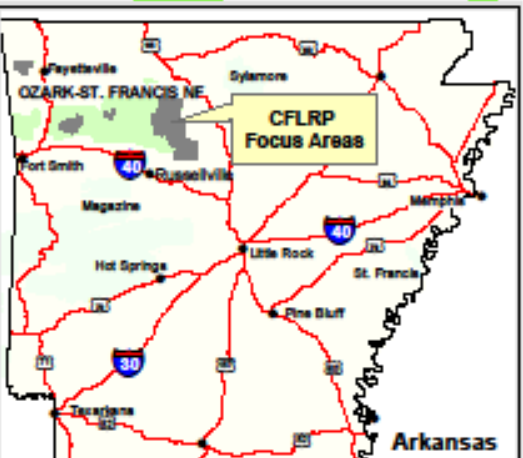 Fayetteville
Sylamore
OZARK-ST. FRANCIS NF
CFLRP
Focus Areas
Fort Smith
40
Russellville
Magazine
Memphis
40
Little Rock
Hot Springs
St. Francis
Pine Bluff
30
Texarkana
82
Arkansas